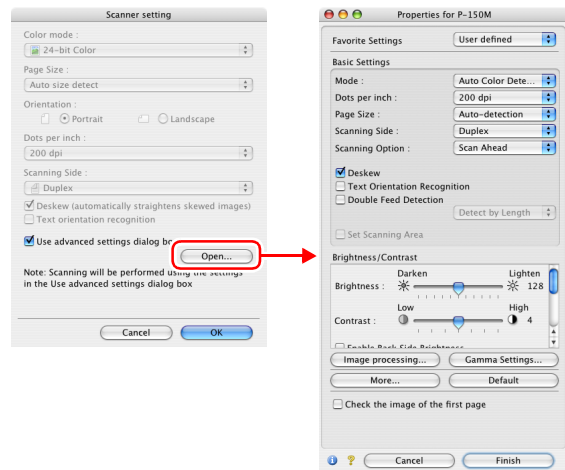 Scanner setting
Color mode :
24-bit Color
Page Size :
Auto size detect
Orientation :
Portrait
Landscape
Dots per inch :
200 dpi
Scanning Side :
Duplex
Deskew (automatically straightens skewed images)
Text orientation recognition
Use advanced settings dialog
Open...
Note: Scanning will be performed using the settings
in the Use advanced settings dialog box
Cancel
OK
Properties for P-150M
Favorite Settings
User defined
Basic Settings
Mode :
Auto Color Dete...
Dots per inch :
200 dpi
Page Size :
Auto-detection
Scanning Side :
Duplex
Scanning Option :
Scan Ahead
Deskew
Text Orientation Recognition
Double Feed Detection
Detect by Length
Set Scanning Area
Brightness/Contrast
Darken
Lighten
Brightness :
128
Low
High
Contrast :
4
Enable Back Side Brightness
Image processing...
Gamma Settings...
More...
Default
Check the image of the first page
Cancel
Finish